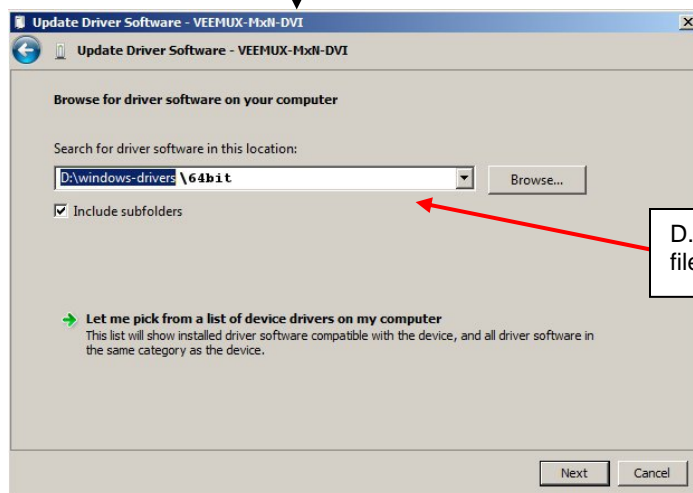 Update Driver Software - VEEMUX-MxN-DVI
Update Driver Software - VEEMUX-MxN-DVI
Browse for driver software on your computer
Search for driver software in this location:
D:\windows-drivers\64bit
Browse...
Include subfolders
D.
file
Let me pick from a list of device drivers on my computer
This list will show installed driver software compatible with the device, and all driver software in
the same category as the device.
Next
Cancel